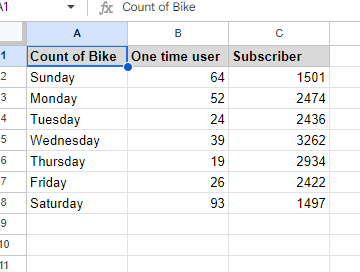 A1 fx Count of Bike
A B C
1 Count of Bike One time user Subscriber
2 Sunday 64 1501
3 Monday 52 2474
4 Tuesday 24 2436
5 Wednesday 39 3262
6 Thursday 19 2934
7 Friday 26 2422
8 Saturday 93 1497
9
10
11